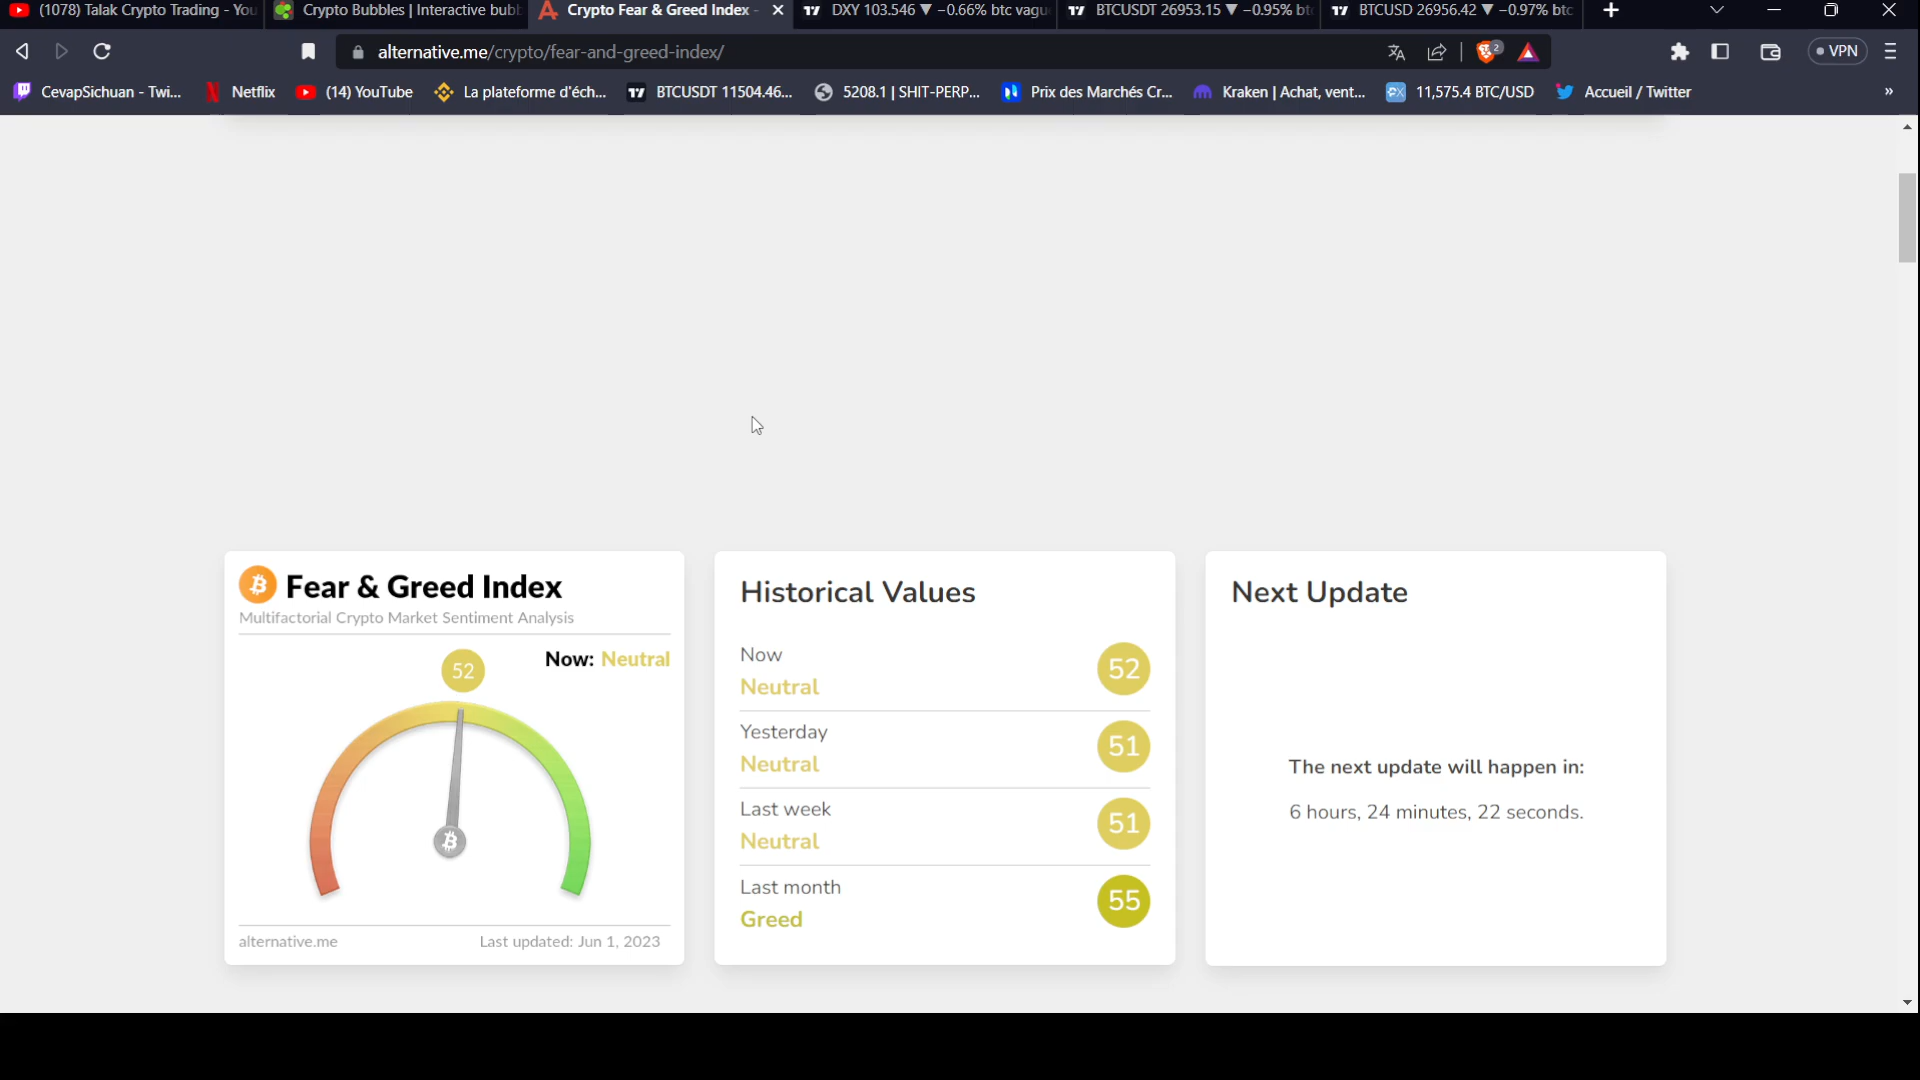 (1078) Talak Crypto Trading - You
Crypto Bubbles | Interactive bubb
Crypto Fear & Greed Index -
DXY 103.546 ▼ −0.66% btc vagu
BTCUSDT 26953.15 ▼ −0.95% bt
BTCUSD 26956.42 ▼ −0.97% btc
alternative.me/crypto/fear-and-greed-index/
2
VPN
CevapSichuan - Twi...
Netflix
(14) YouTube
La plateforme d'éch...
BTCUSDT 11504.46...
5208.1 | SHIT-PERP...
Prix des Marchés Cr...
Kraken | Achat, vent...
11,575.4 BTC/USD
Accueil / Twitter
»
Fear & Greed Index
Multifactorial Crypto Market Sentiment Analysis
Now: Neutral
52
alternative.me
Last updated: Jun 1, 2023
Historical Values
Now
Neutral
52
Yesterday
Neutral
51
Last week
Neutral
51
Last month
Greed
55
Next Update
The next update will happen in:
6 hours, 24 minutes, 22 seconds.